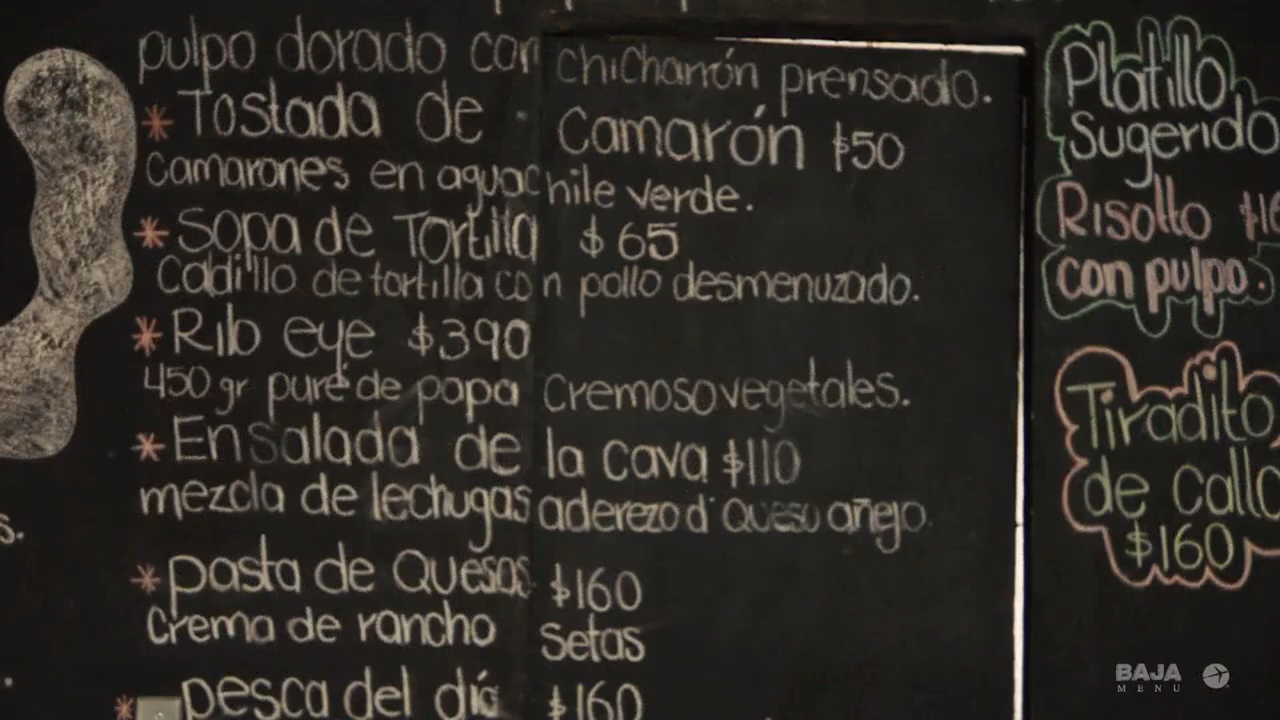 pulpo dorado con chicharrón prensado.
* Tostada de Camarón $50
Camarones en aguachile verde.
* Sopa de Tortilla $65
Caldillo de tortilla con pollo desmenuzado.
* Rib eye $390
450 gr puré de papa Cremoso vegetales.
* Ensalada de la Cava $110
mezcla de lechugas aderezo d' Queso añejo.
* pasta de Quesos $160
Crema de rancho Setas
* pesca del día $160
Platillo
Sugerido
Risotto $16
con pulpo.
Tiradito
de Callo
$160
s.
BAJA
MENU